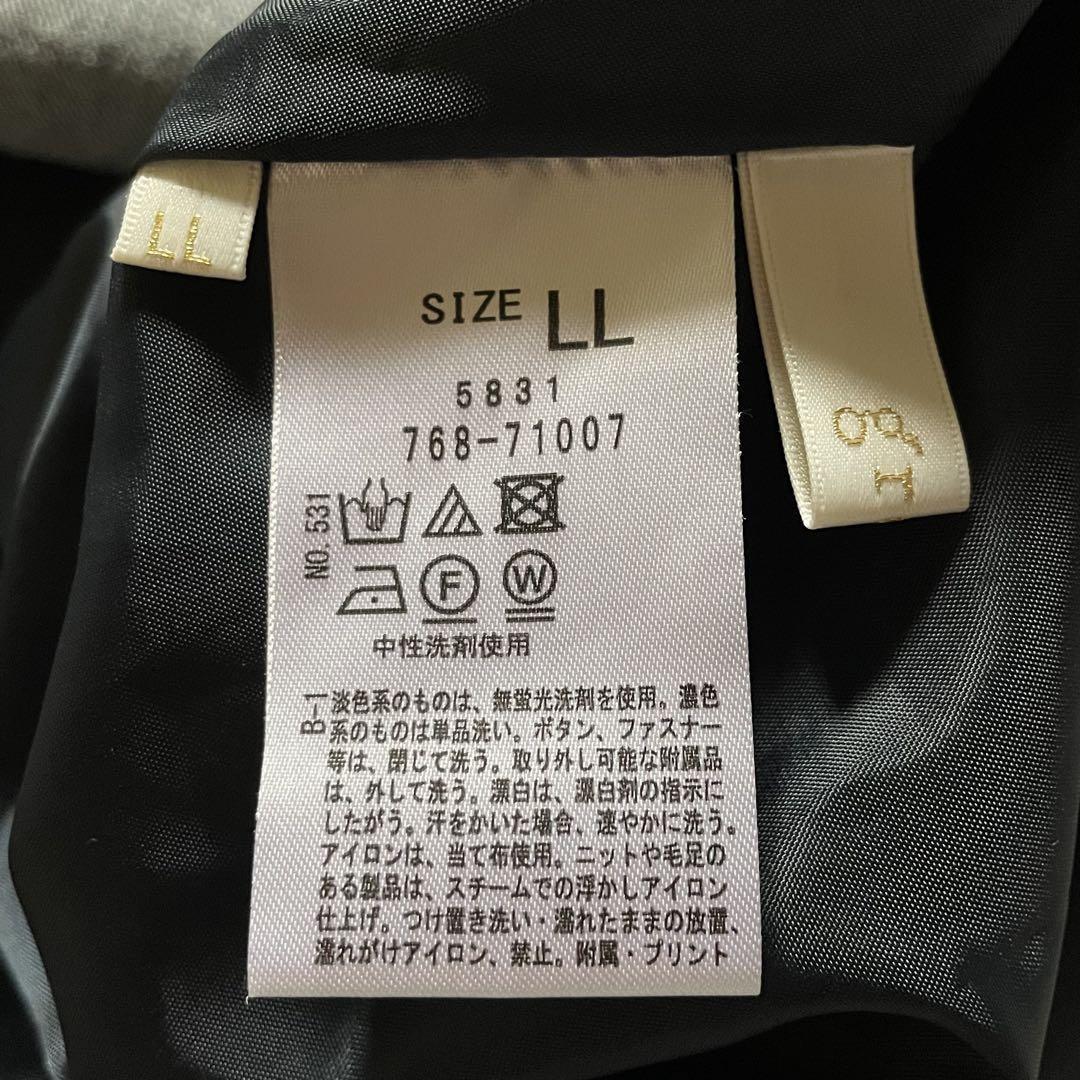 LL
SIZE LL
5831
768-71007
NO. 531
F W
中性洗剤使用
B-1
淡色系のものは、無蛍光洗剤を使用。濃色
系のものは単品洗い。ボタン、ファスナー
等は、閉じて洗う。取り外し可能な附属品
は、外して洗う。漂白は、漂白剤の指示に
したがう。汗をかいた場合、速やかに洗う。
アイロンは、当て布使用。ニットや毛足の
ある製品は、スチームでの浮かしアイロン
仕上げ。つけ置き洗い・濡れたままの放置、
濡れがけアイロン、禁止。附属・プリント